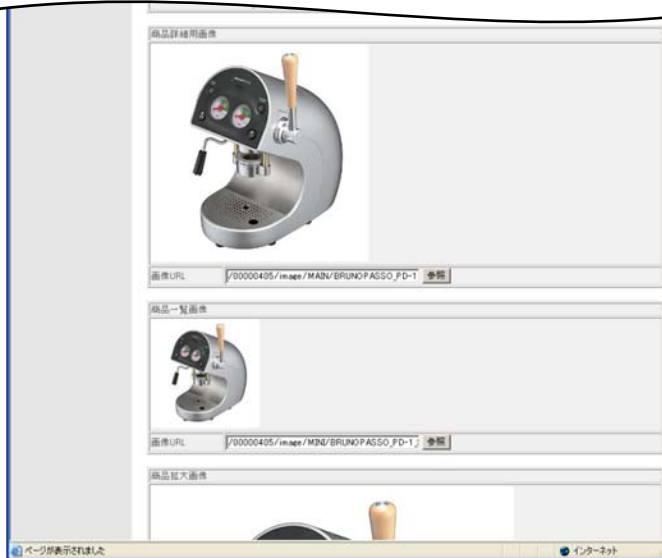 商品詳細用画像
画像URL /00000405/image/MAIN/BRUNOPASSO_PD-1 参照
商品一覧画像
画像URL /00000405/image/MINI/BRUNOPASSO_PD-1_ 参照
商品拡大画像
ページが表示されました インターネット